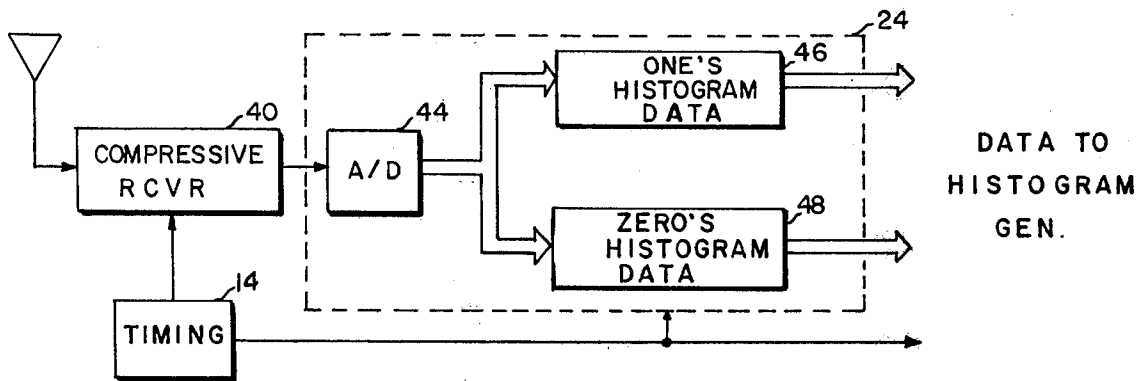 24
ONE'S
HISTOGRAM
DATA
46
40
COMPRESSIVE
RCVR
44
A/D
DATA TO
HISTOGRAM
GEN.
ZERO'S
HISTOGRAM
DATA
48
14
TIMING